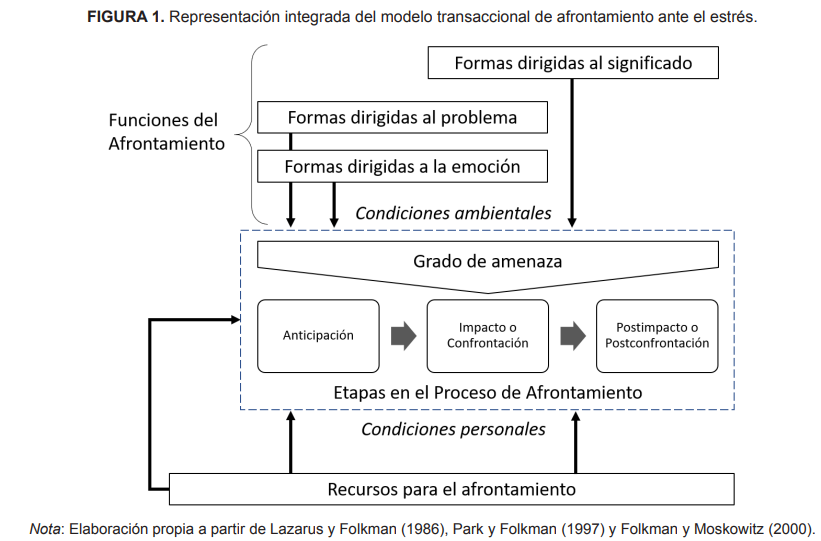 FIGURA 1. Representación integrada del modelo transaccional de afrontamiento ante el estrés.
Formas dirigidas al significado
Funciones del
Afrontamiento
Formas dirigidas al problema
Formas dirigidas a la emoción
Condiciones ambientales
Grado de amenaza
Anticipación
Impacto o
Confrontación
Postimpacto o
Postconfrontación
Etapas en el Proceso de Afrontamiento
Condiciones personales
Recursos para el afrontamiento
Nota: Elaboración propia a partir de Lazarus y Folkman (1986), Park y Folkman (1997) y Folkman y Moskowitz (2000).